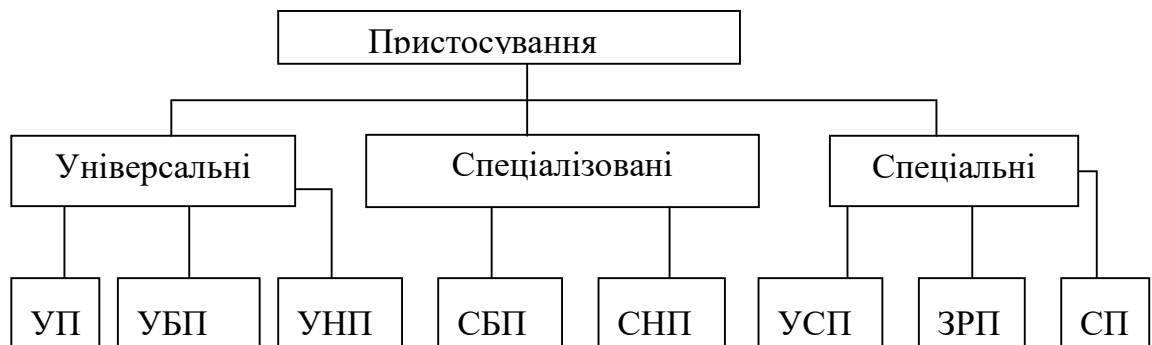 Пристосування
Універсальні Спеціалізовані Спеціальні
УП УБП УНП СБП СНП УСП ЗРП СП